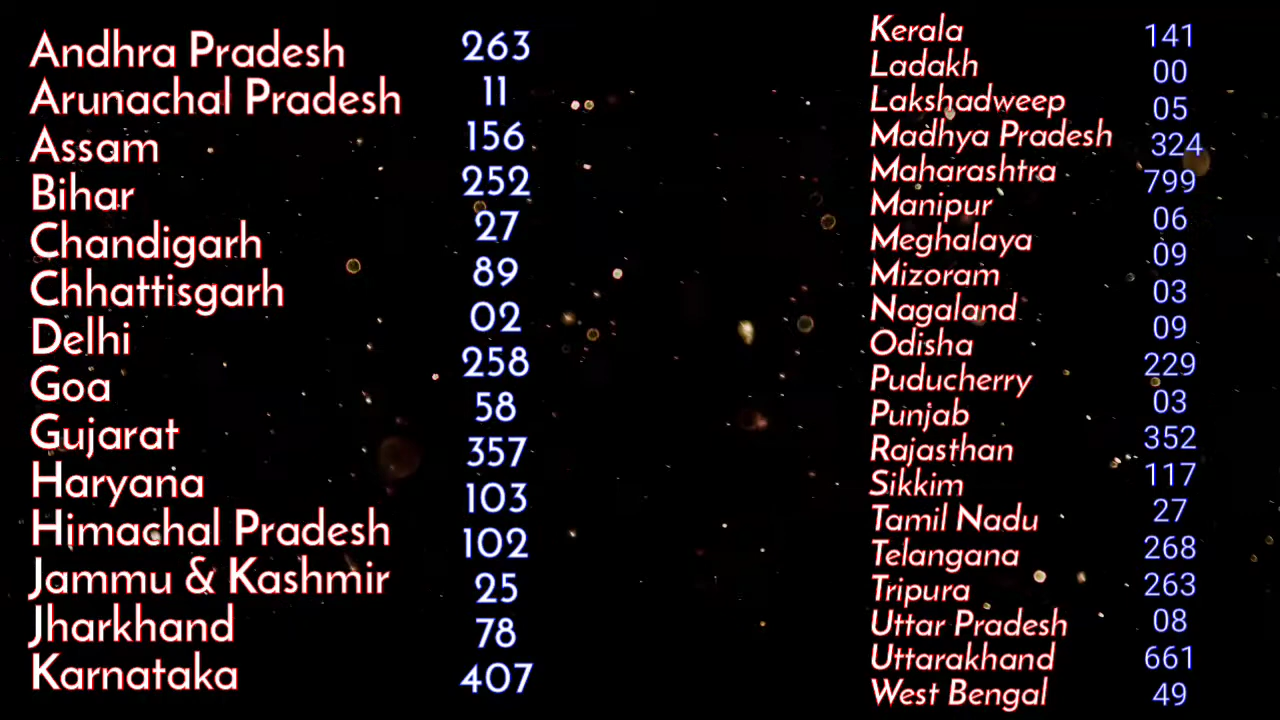 Andhra Pradesh
Arunachal Pradesh
Assam
Bihar
Chandigarh
Chhattisgarh
Delhi
Goa
Gujarat
Haryana
Himachal Pradesh
Jammu & Kashmir
Jharkhand
Karnataka
263
11
156
252
27
89
02
258
58
357
103
102
25
78
407
Kerala
Ladakh
Lakshadweep
Madhya Pradesh
Maharashtra
Manipur
Meghalaya
Mizoram
Nagaland
Odisha
Puducherry
Punjab
Rajasthan
Sikkim
Tamil Nadu
Telangana
Tripura
Uttar Pradesh
Uttarakhand
West Bengal
141
00
05
324
799
06
09
03
09
229
03
352
117
27
268
263
08
661
49